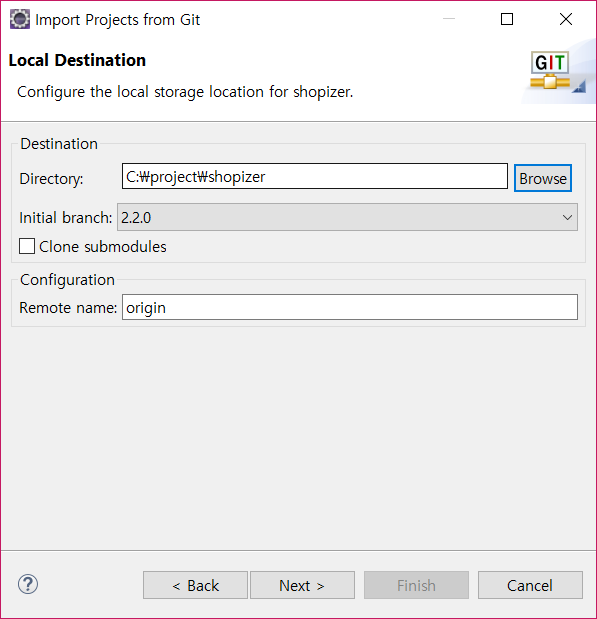 Import Projects from Git
Local Destination
Configure the local storage location for shopizer.
GIT
Destination
Directory: C:₩project₩shopizer Browse
Initial branch: 2.2.0
Clone submodules
Configuration
Remote name: origin
?
< Back Next > Finish Cancel